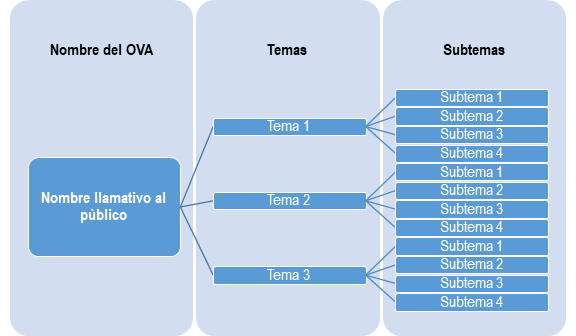 Nombre del OVA
Temas
Subtemas
Nombre llamativo al
pùblico
Tema 1
Subtema 1
Subtema 2
Subtema 3
Subtema 4
Tema 2
Subtema 1
Subtema 2
Subtema 3
Subtema 4
Tema 3
Subtema 1
Subtema 2
Subtema 3
Subtema 4